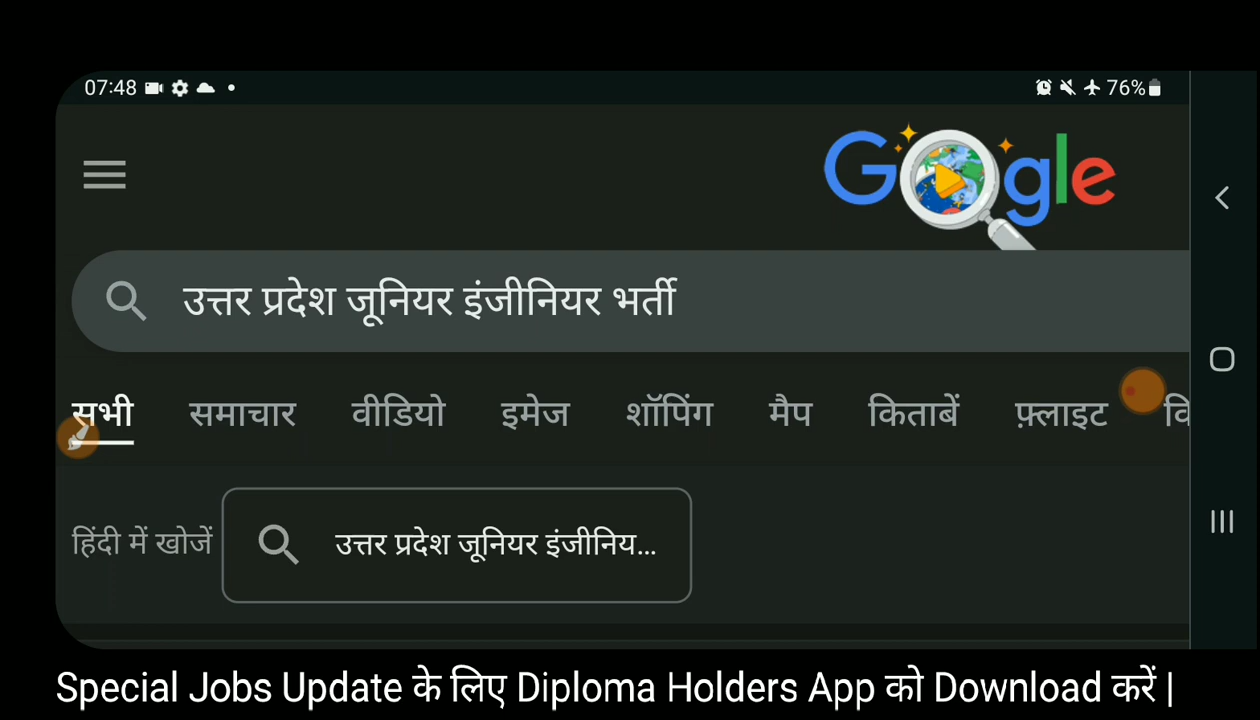 07:48 76%
Google
उत्तर प्रदेश जूनियर इंजीनियर भर्ती
सभी समाचार वीडियो इमेज शॉपिंग मैप किताबें फ़्लाइट वि
हिंदी में खोजें उत्तर प्रदेश जूनियर इंजीनिय...
Special Jobs Update के लिए Diploma Holders App को Download करें |